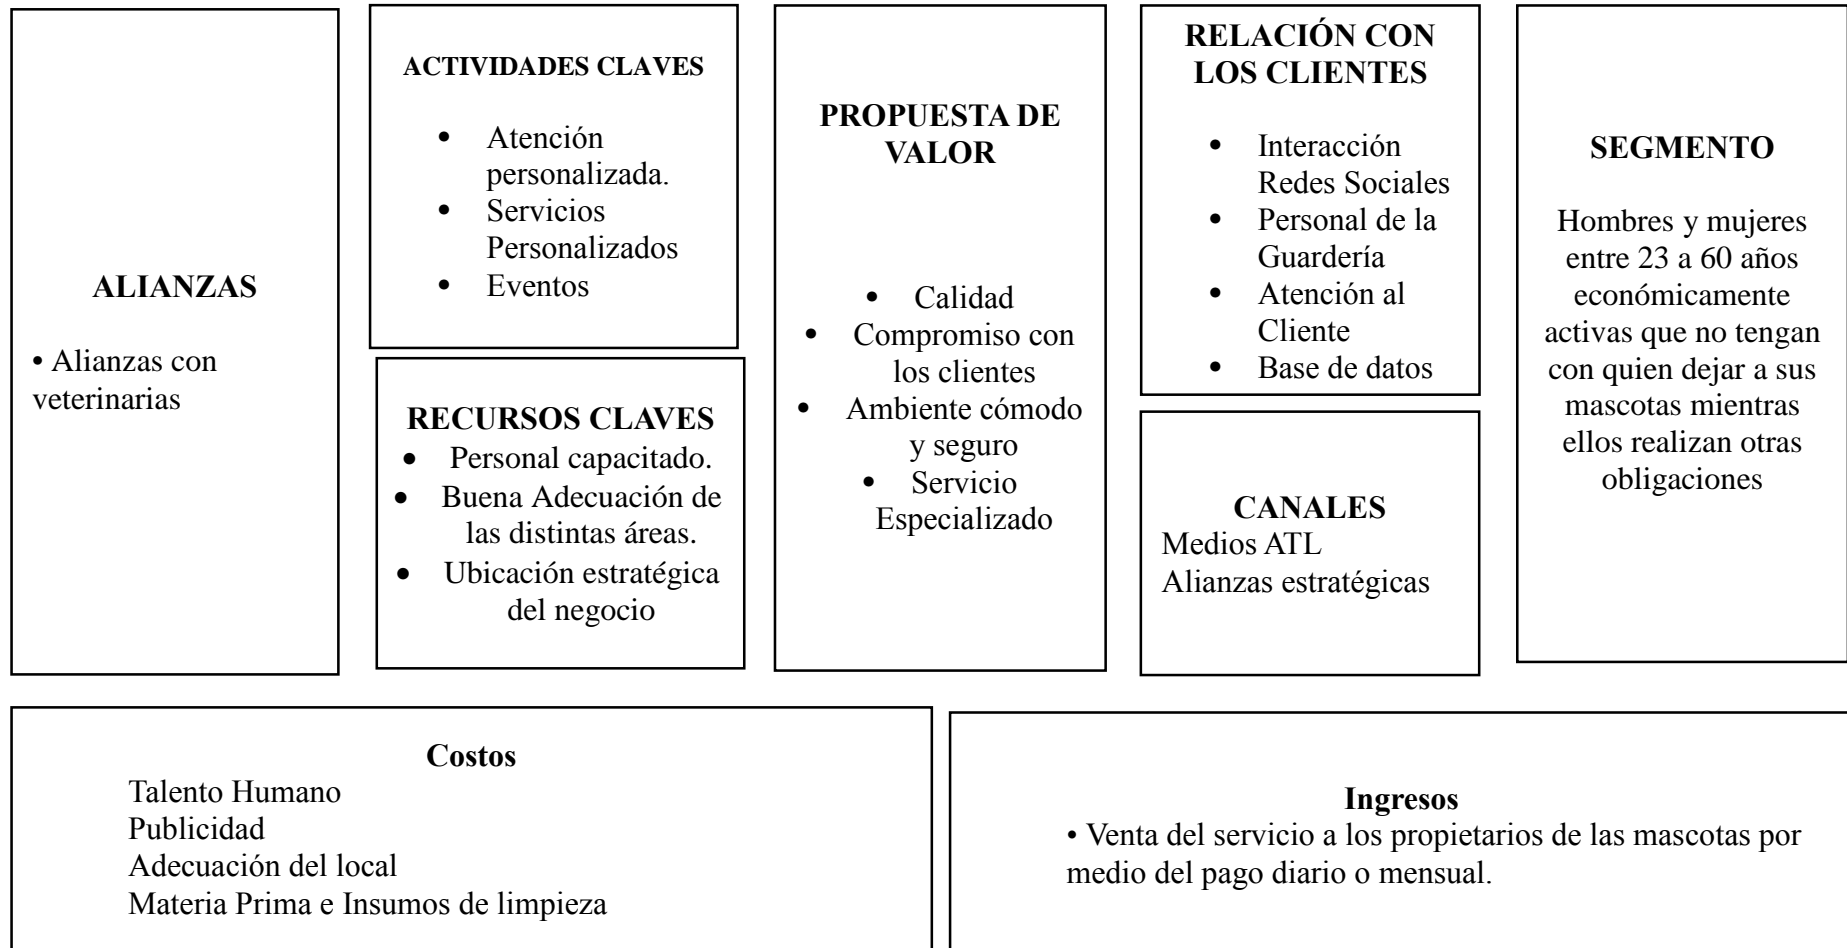 ALIANZAS
• Alianzas con
veterinarias
ACTIVIDADES CLAVES
• Atención
personalizada.
• Servicios
Personalizados
• Eventos
RECURSOS CLAVES
• Personal capacitado.
• Buena Adecuación de
las distintas áreas.
• Ubicación estratégica
del negocio
PROPUESTA DE
VALOR
• Calidad
• Compromiso con
los clientes
• Ambiente cómodo
y seguro
• Servicio
Especializado
RELACIÓN CON
LOS CLIENTES
• Interacción
Redes Sociales
• Personal de la
Guardería
• Atención al
Cliente
• Base de datos
CANALES
Medios ATL
Alianzas estratégicas
SEGMENTO
Hombres y mujeres
entre 23 a 60 años
económicamente
activas que no tengan
con quien dejar a sus
mascotas mientras
ellos realizan otras
obligaciones
Costos
Talento Humano
Publicidad
Adecuación del local
Materia Prima e Insumos de limpieza
Ingresos
• Venta del servicio a los propietarios de las mascotas por
medio del pago diario o mensual.